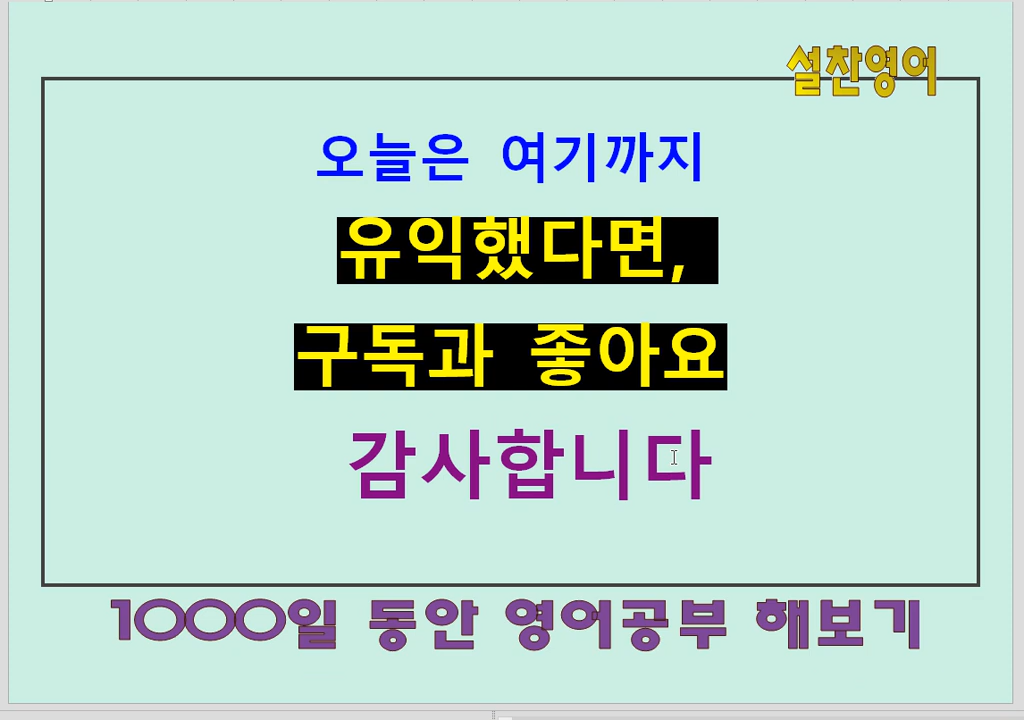 설찬영어
오늘은 여기까지
유익했다면,
구독과 좋아요
감사합니다
1000일 동안 영어공부 해보기